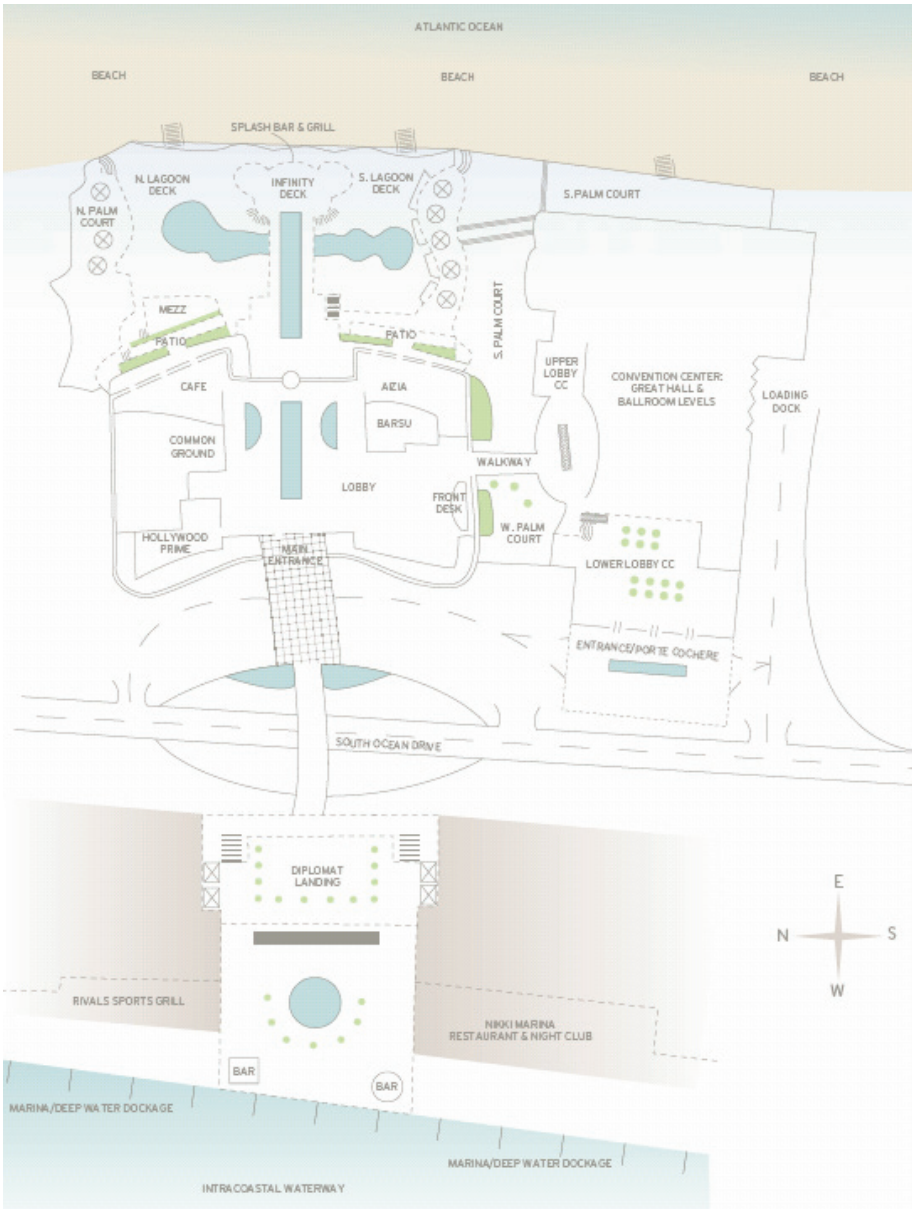 ATLANTIC OCEAN
BEACH
BEACH
BEACH
SPLASH BAR & GRILL
N. LAGOON
DECK
INFINITY
DECK
S. LAGOON
DECK
S. PALM COURT
N. PALM
COURT
MEZZ
PATIO
PATIO
S. PALM COURT
CAFE
AIZIA
UPPER
LOBBY
CC
CONVENTION CENTER:
GREAT HALL &
BALLROOM LEVELS
LOADING
DOCK
BARSU
COMMON
GROUND
WALKWAY
LOBBY
FRONT
DESK
W. PALM
COURT
HOLLYWOOD
PRIME
MAIN
ENTRANCE
LOWER LOBBY CC
ENTRANCE/PORTE COCHERE
SOUTH OCEAN DRIVE
DIPLOMAT
LANDING
E
N
S
W
RIVALS SPORTS GRILL
NIKKI MARINA
RESTAURANT & NIGHT CLUB
BAR
BAR
MARINA/DEEP WATER DOCKAGE
MARINA/DEEP WATER DOCKAGE
INTRACOASTAL WATERWAY